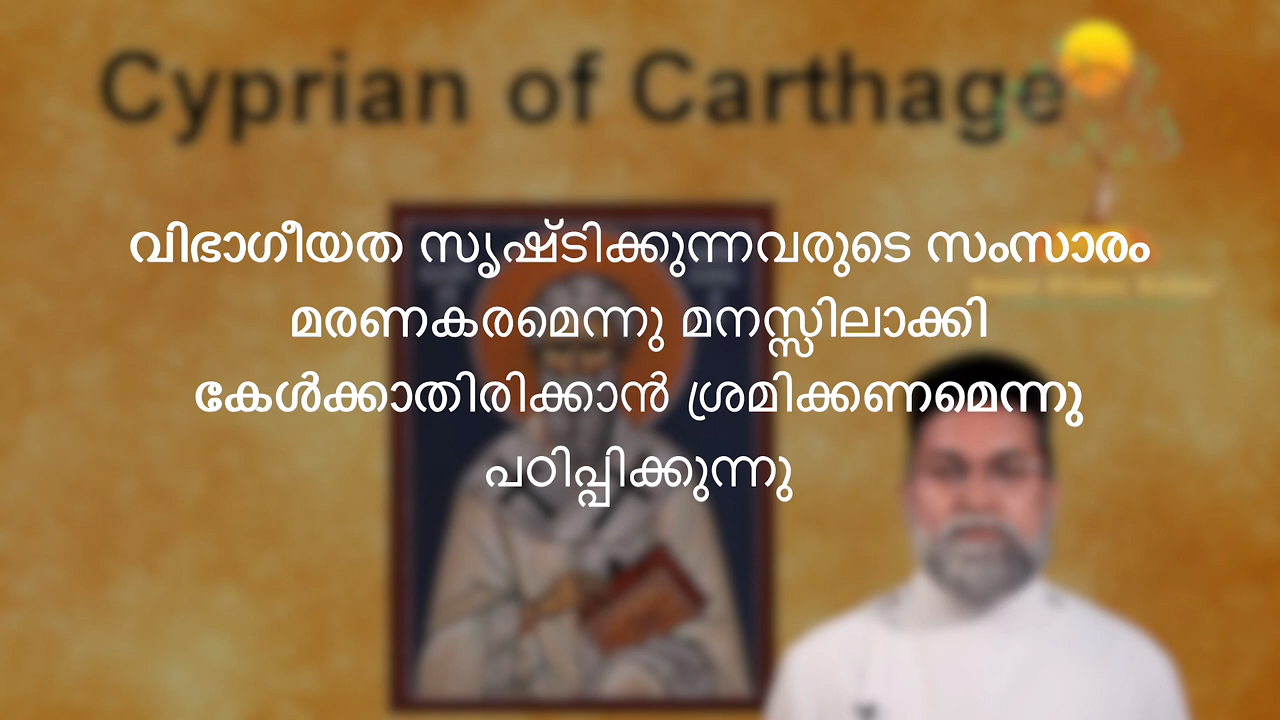 Cyprian of Carthage
വിഭാഗീയത സൃഷ്ടിക്കുന്നവരുടെ സംസാരം
മരണകരമെന്നു മനസ്സിലാക്കി
കേൾക്കാതിരിക്കാൻ ശ്രമിക്കണമെന്നു
പഠിപ്പിക്കുന്നു